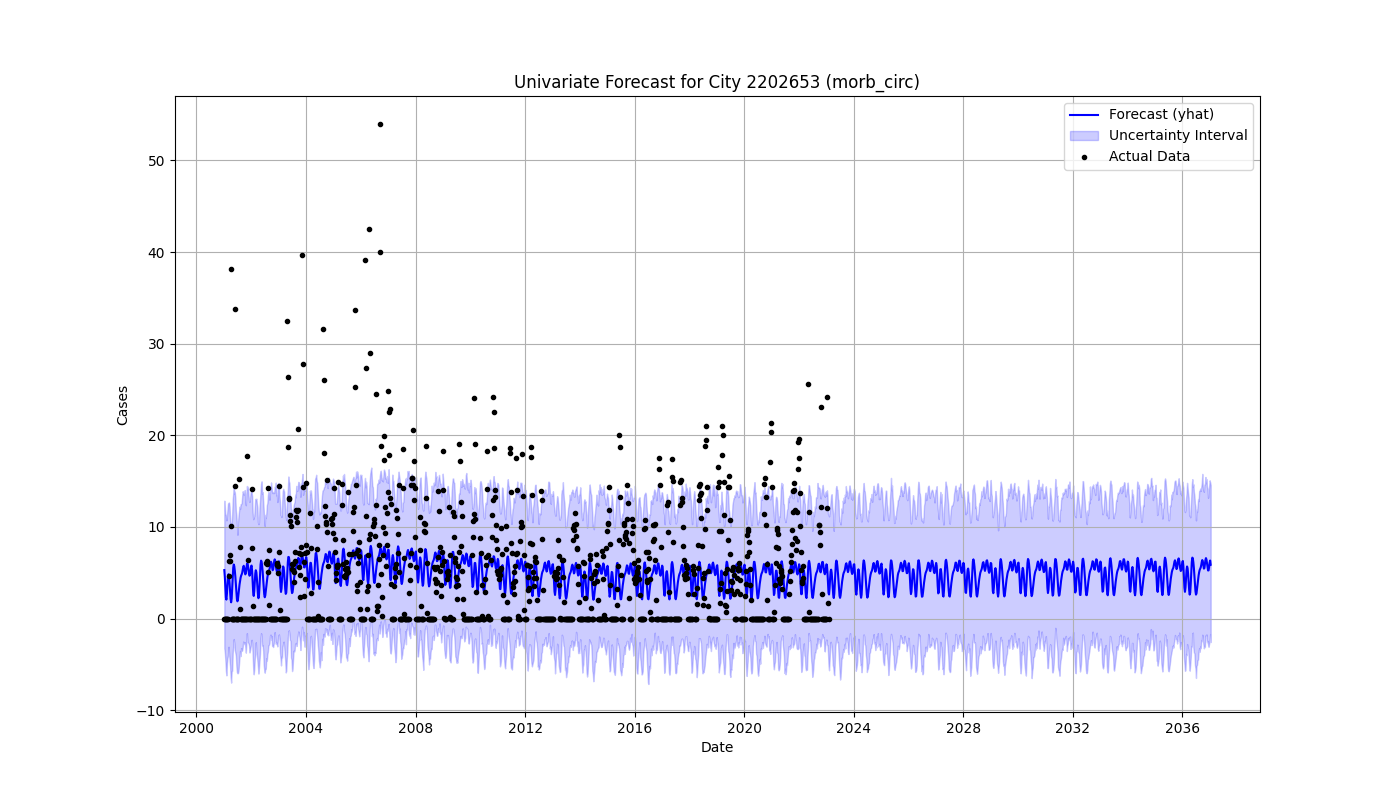 Univariate Forecast for City 2202653 (morb_circ)
Forecast (yhat)
Uncertainty Interval
Actual Data
Cases
50
40
30
20
10
0
−10
2000 2004 2008 2012 2016 2020 2024 2028 2032 2036
Date